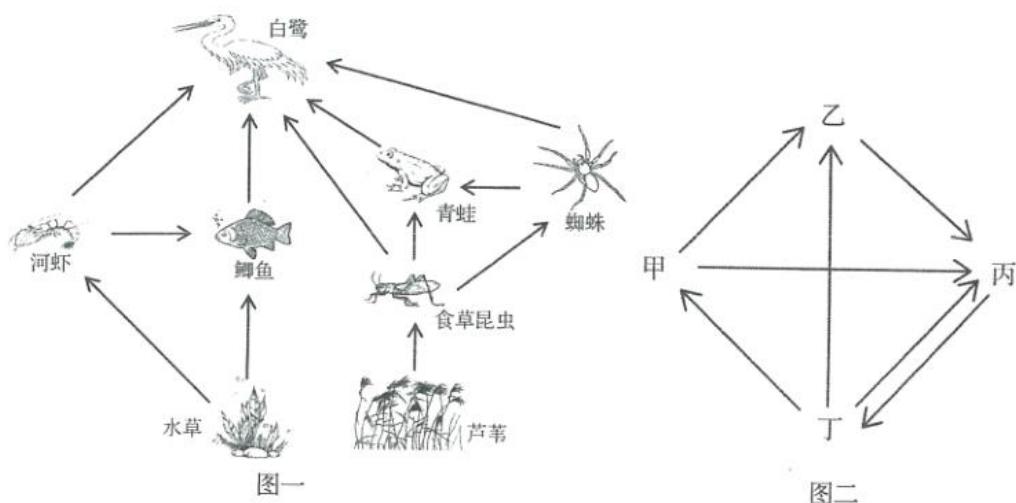 白鹭
青蛙
蜘蛛
河虾
鲫鱼
食草昆虫
水草
芦苇
图一
乙
甲
丙
丁
图二